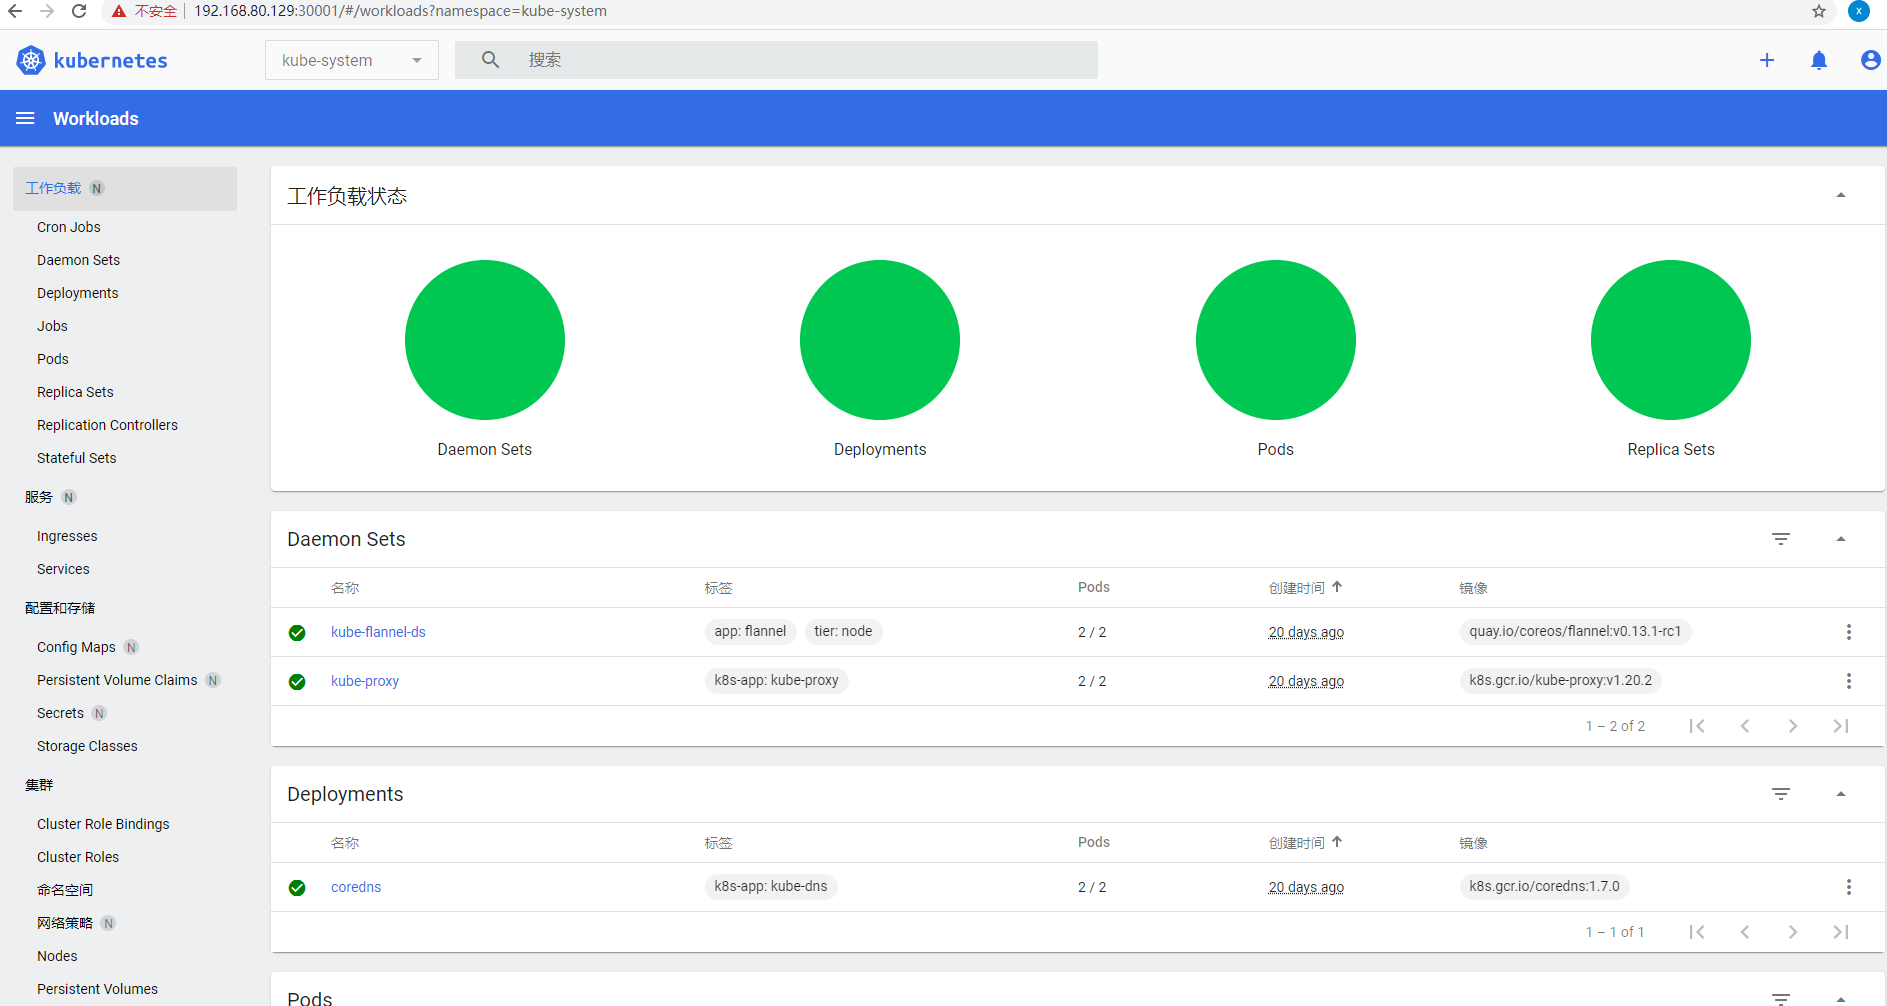 不安全 192.168.80.129:30001/#/workloads?namespace=kube-system
x
kubernetes
kube-system
搜索
Workloads
工作负载 N
Cron Jobs
Daemon Sets
Deployments
Jobs
Pods
Replica Sets
Replication Controllers
Stateful Sets
服务 N
Ingresses
Services
配置和存储
Config Maps N
Persistent Volume Claims N
Secrets N
Storage Classes
集群
Cluster Role Bindings
Cluster Roles
命名空间
网络策略 N
Nodes
Persistent Volumes
工作负载状态
Daemon Sets Deployments Pods Replica Sets
Daemon Sets
名称 标签 Pods 创建时间 镜像
kube-flannel-ds app: flannel tier: node 2 / 2 20 days ago quay.io/coreos/flannel:v0.13.1-rc1
kube-proxy k8s-app: kube-proxy 2 / 2 20 days ago k8s.gcr.io/kube-proxy:v1.20.2
1 – 2 of 2
Deployments
名称 标签 Pods 创建时间 镜像
coredns k8s-app: kube-dns 2 / 2 20 days ago k8s.gcr.io/coredns:1.7.0
1 – 1 of 1
Pods